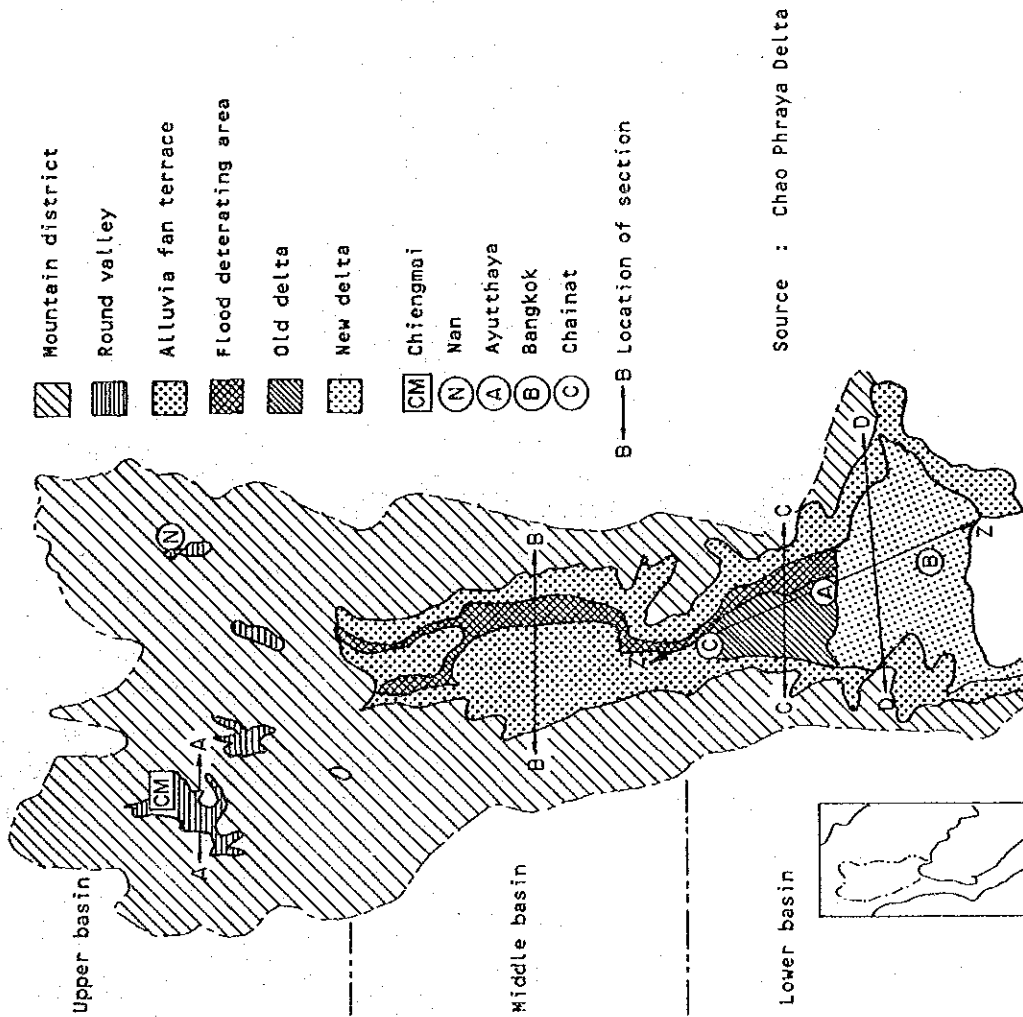 Mountain district
Round valley
Alluvia fan terrace
Flood deterating area
Old delta
New delta
CM Chiengmai
N Nan
A Ayutthaya
B Bangkok
C Chainat
B B Location of section
Source : Chao Phraya Delta
Upper basin
Middle basin
Lower basin
N
CM
A A
B B
Z
C
C C
A
D D
B
Z